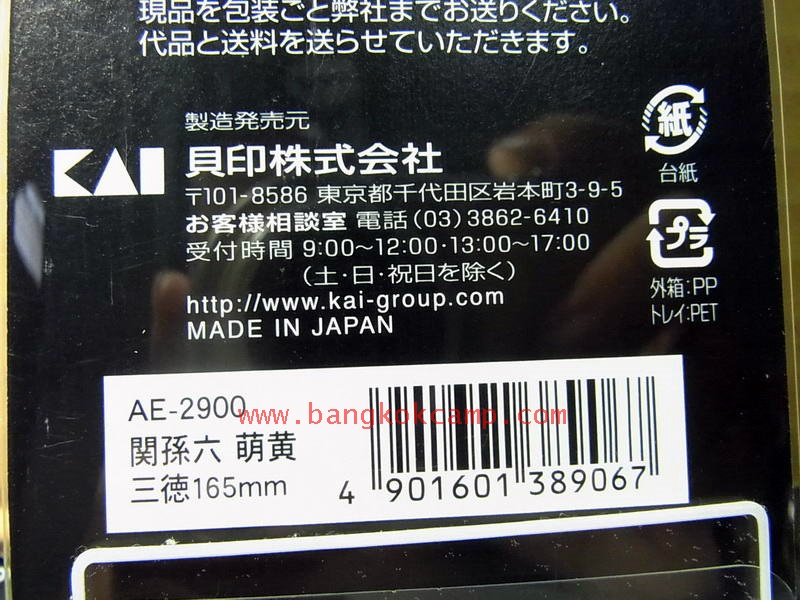 現品を包装ごと弊社までお送りください。
代品と送料を送らせていただきます。
製造発売元
KAI 貝印株式会社
〒101-8586 東京都千代田区岩本町3-9-5
お客様相談室 電話(03)3862-6410
受付時間 9:00〜12:00・13:00〜17:00
(土・日・祝日を除く)
http://www.kai-group.com
MADE IN JAPAN
紙
台紙
プラ
外箱:PP
トレイ:PET
AE-2900
www.bangkokcamp.com
関孫六 萌黄
三徳165mm
4 901601 389067